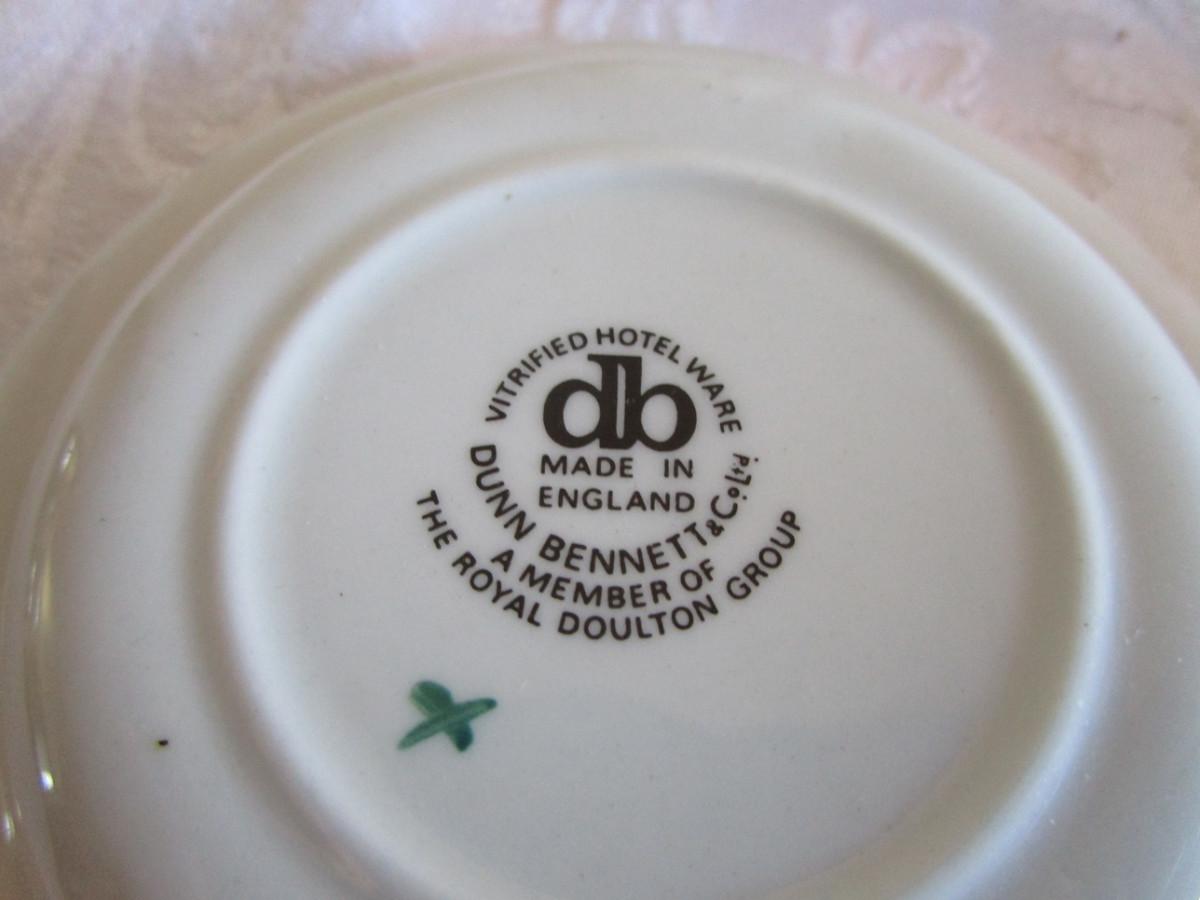 VITRIFIED HOTEL WARE
db
MADE IN
ENGLAND
DUNN BENNETT & Co. Ltd.
A MEMBER OF
THE ROYAL DOULTON GROUP